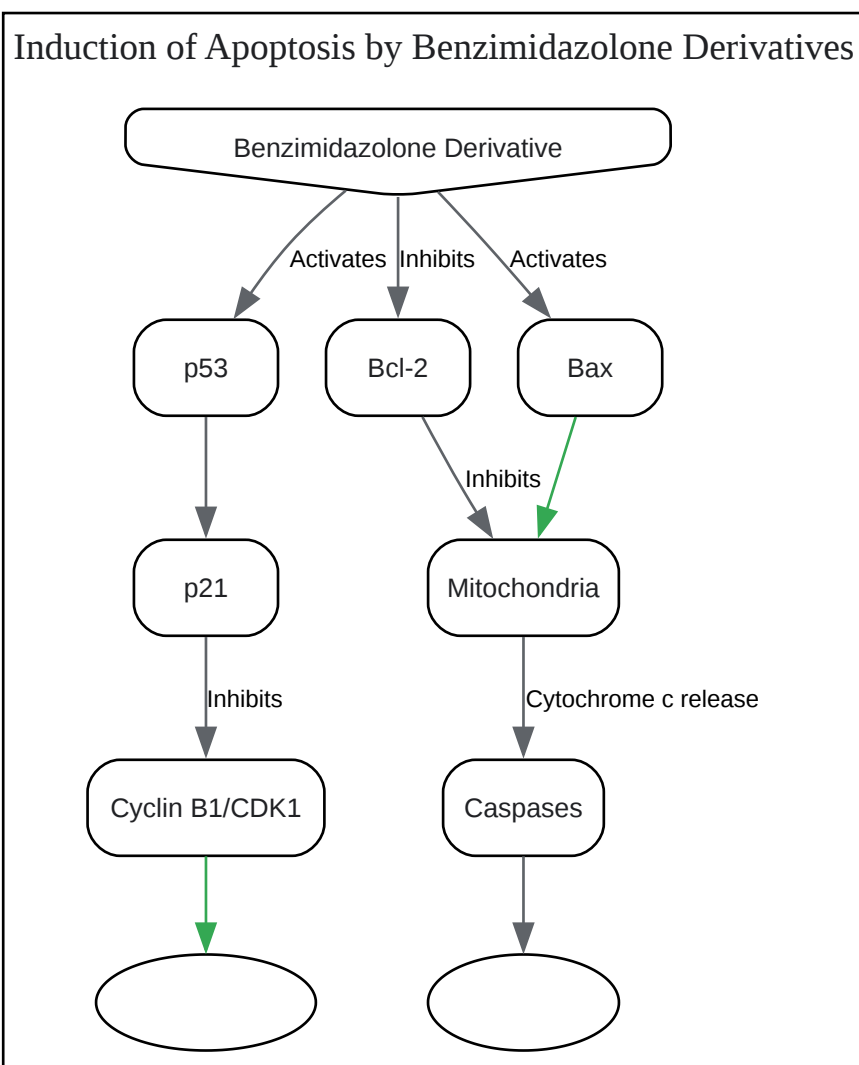 Induction of Apoptosis by Benzimidazolone Derivatives
Benzimidazolone Derivative
Activates
Inhibits
Activates
p53
Bcl-2
Bax
Inhibits
p21
Mitochondria
Inhibits
Cytochrome c release
Cyclin B1/CDK1
Caspases